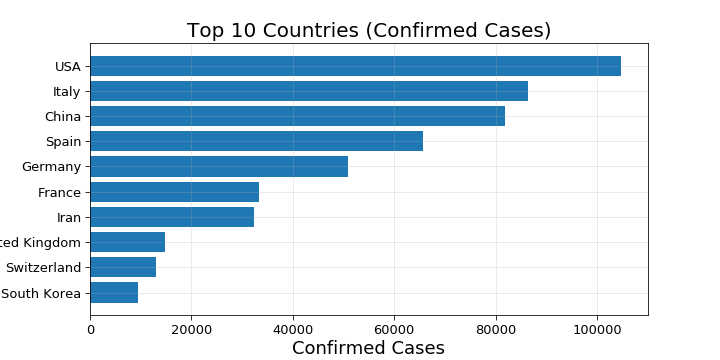 Top 10 Countries (Confirmed Cases)
USA
Italy
China
Spain
Germany
France
Iran
ted Kingdom
Switzerland
South Korea
0 20000 40000 60000 80000 100000
Confirmed Cases